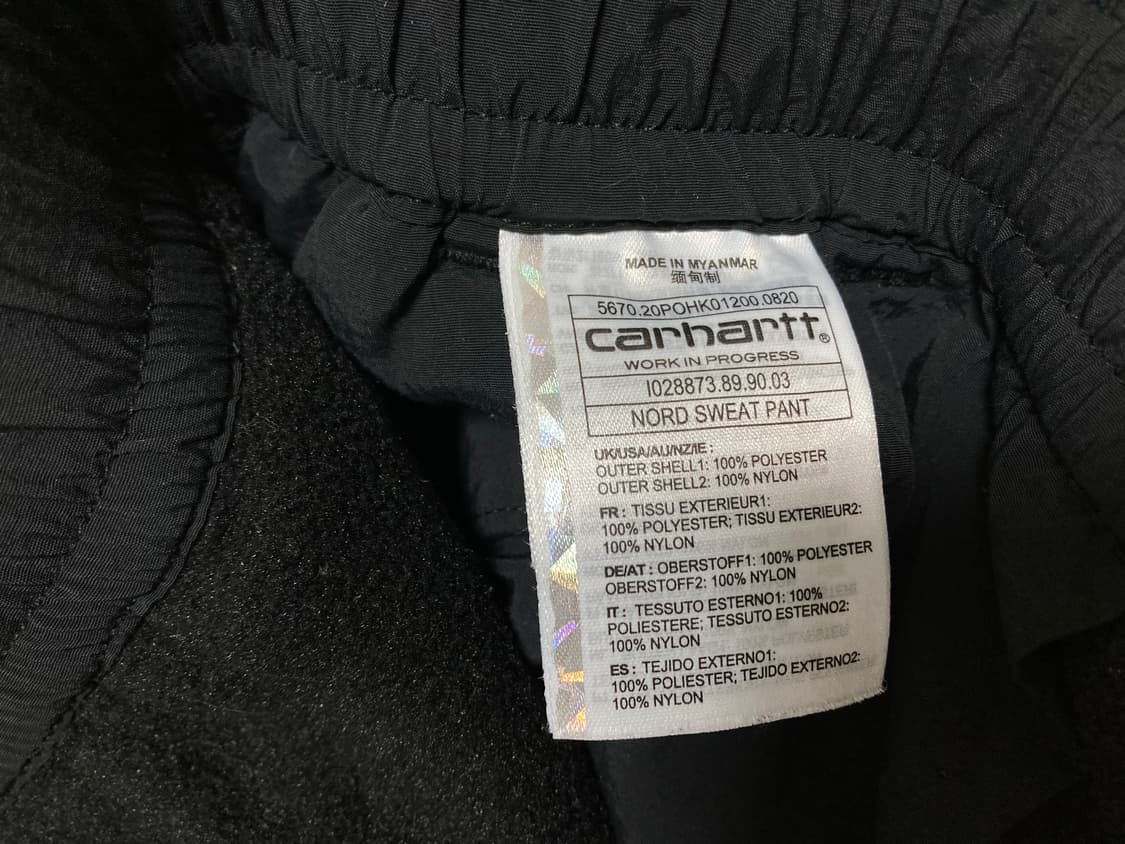 MADE IN MYANMAR
缅甸制
5670.20POHK01200.0820
carhartt®
WORK IN PROGRESS
I028873.89.90.03
NORD SWEAT PANT
UK/USA/AU/NZ/IE :
OUTER SHELL1: 100% POLYESTER
OUTER SHELL2: 100% NYLON
FR : TISSU EXTERIEUR1:
100% POLYESTER; TISSU EXTERIEUR2:
100% NYLON
DE/AT: OBERSTOFF1: 100% POLYESTER
OBERSTOFF2: 100% NYLON
IT : TESSUTO ESTERNO1: 100%
POLIESTERE; TESSUTO ESTERNO2:
100% NYLON
ES : TEJIDO EXTERNO1:
100% POLIESTER; TEJIDO EXTERNO2:
100% NYLON